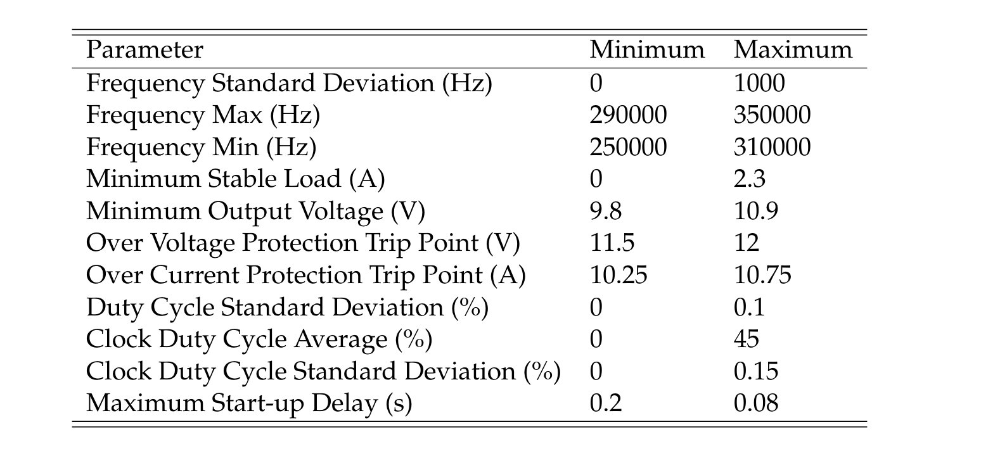 Parameter Minimum Maximum
Frequency Standard Deviation (Hz) 0 1000
Frequency Max (Hz) 290000 350000
Frequency Min (Hz) 250000 310000
Minimum Stable Load (A) 0 2.3
Minimum Output Voltage (V) 9.8 10.9
Over Voltage Protection Trip Point (V) 11.5 12
Over Current Protection Trip Point (A) 10.25 10.75
Duty Cycle Standard Deviation (%) 0 0.1
Clock Duty Cycle Average (%) 0 45
Clock Duty Cycle Standard Deviation (%) 0 0.15
Maximum Start-up Delay (s) 0.2 0.08